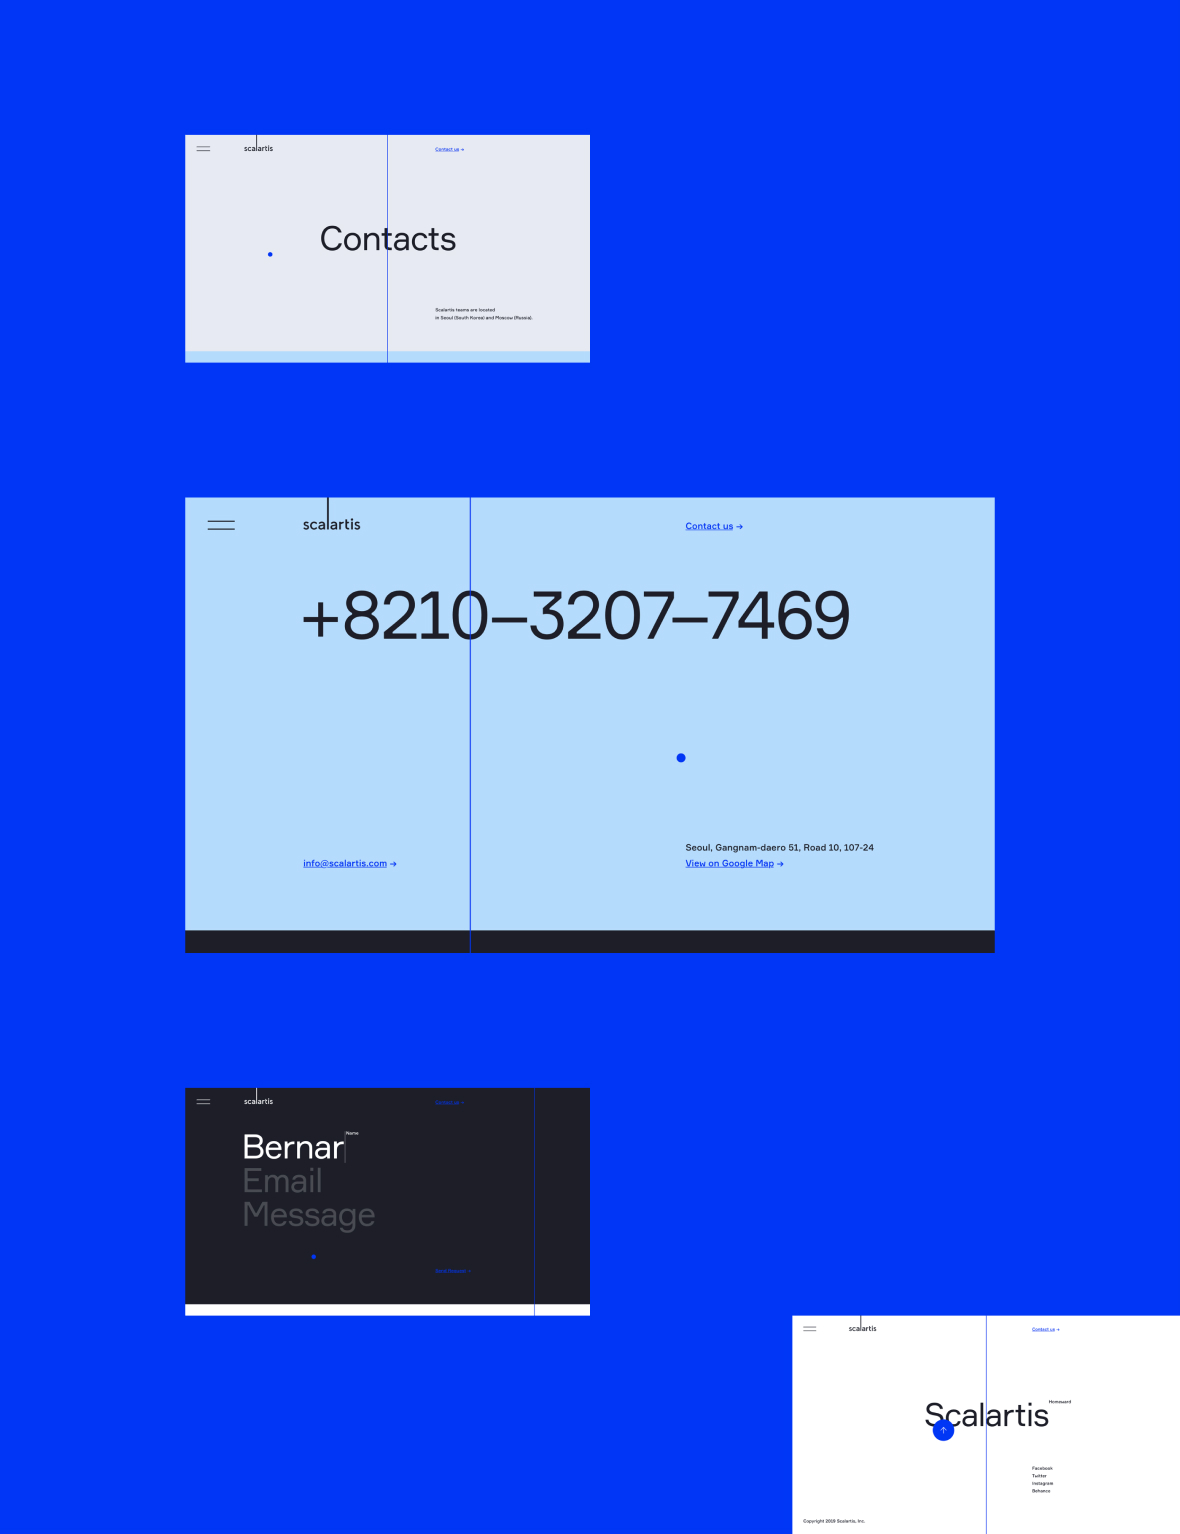 scalartis
Contact us →
Contacts
Scalartis teams are located
in Seoul (South Korea) and Moscow (Russia).
scalartis
Contact us →
+8210–3207–7469
Seoul, Gangnam-daero 51, Road 10, 107-24
info@scalartis.com →
View on Google Map →
scalartis
Contact us →
Bernar
Name
Email
Message
scalartis
Contact us →
Scalartis
Homeward
Facebook
Twitter
Instagram
Behance
Copyright 2019 Scalartis, Inc.